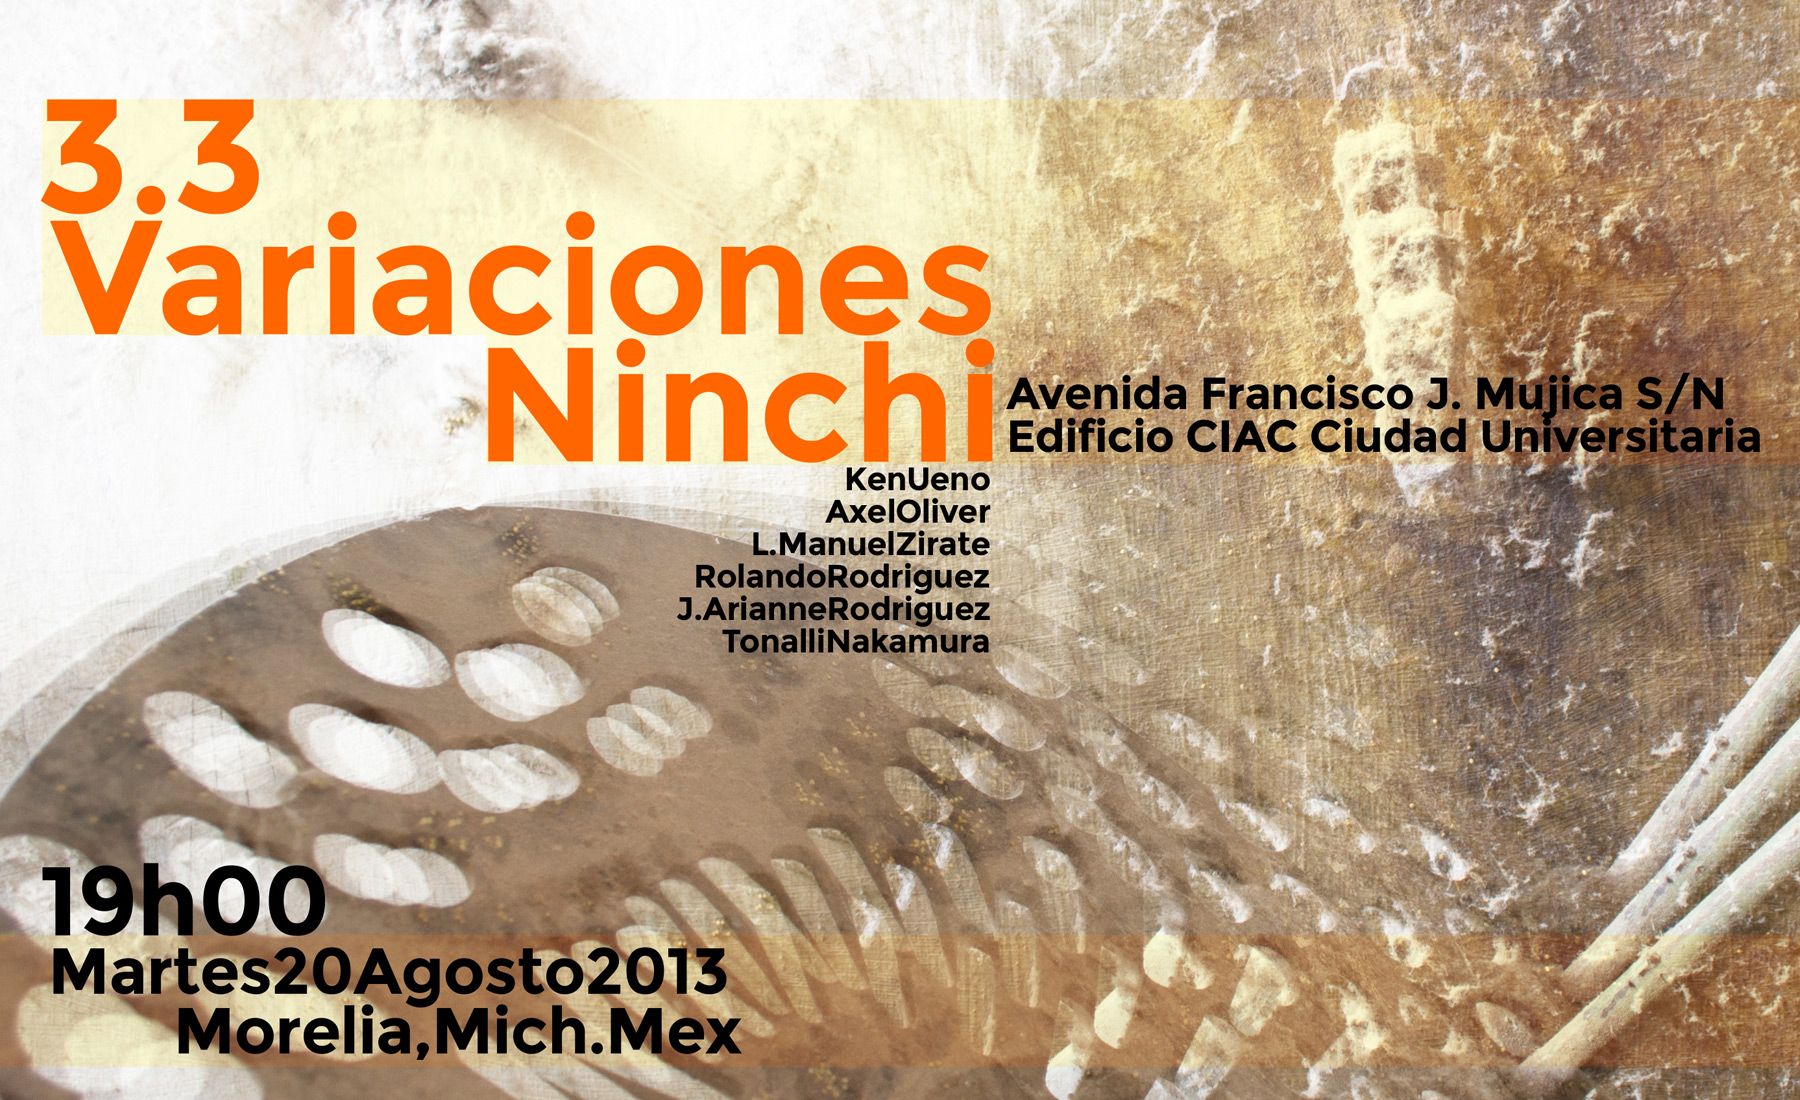 3.3
Variaciones
Ninchi
Avenida Francisco J. Mujica S/N
Edificio CIAC Ciudad Universitaria
KenUeno
AxelOliver
L.ManuelZirate
RolandoRodriguez
J.ArianneRodriguez
TonalliNakamura
19h00
Martes20Agosto2013
Morelia,Mich.Mex